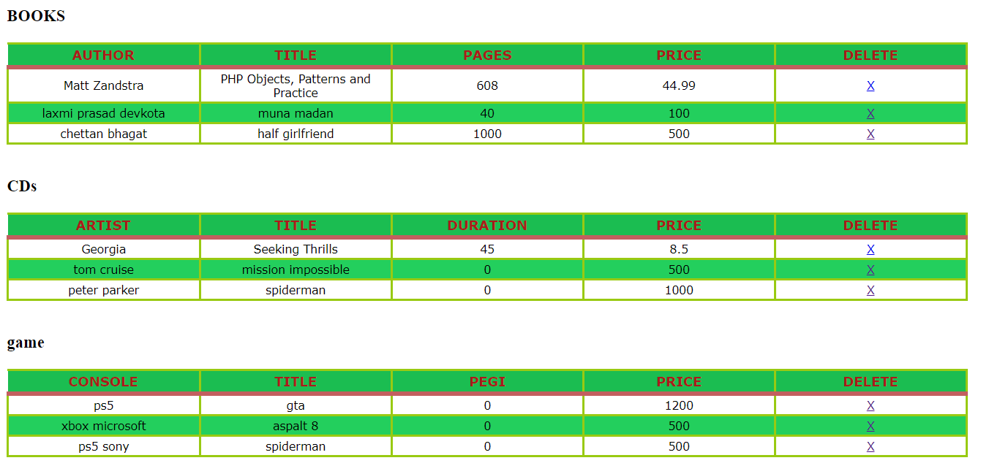 BOOKS
AUTHOR TITLE PAGES PRICE DELETE
Matt Zandstra PHP Objects, Patterns and Practice 608 44.99 X
laxmi prasad devkota muna madan 40 100 X
chettan bhagat half girlfriend 1000 500 X
CDs
ARTIST TITLE DURATION PRICE DELETE
Georgia Seeking Thrills 45 8.5 X
tom cruise mission impossible 0 500 X
peter parker spiderman 0 1000 X
game
CONSOLE TITLE PEGI PRICE DELETE
ps5 gta 0 1200 X
xbox microsoft aspalt 8 0 500 X
ps5 sony spiderman 0 500 X